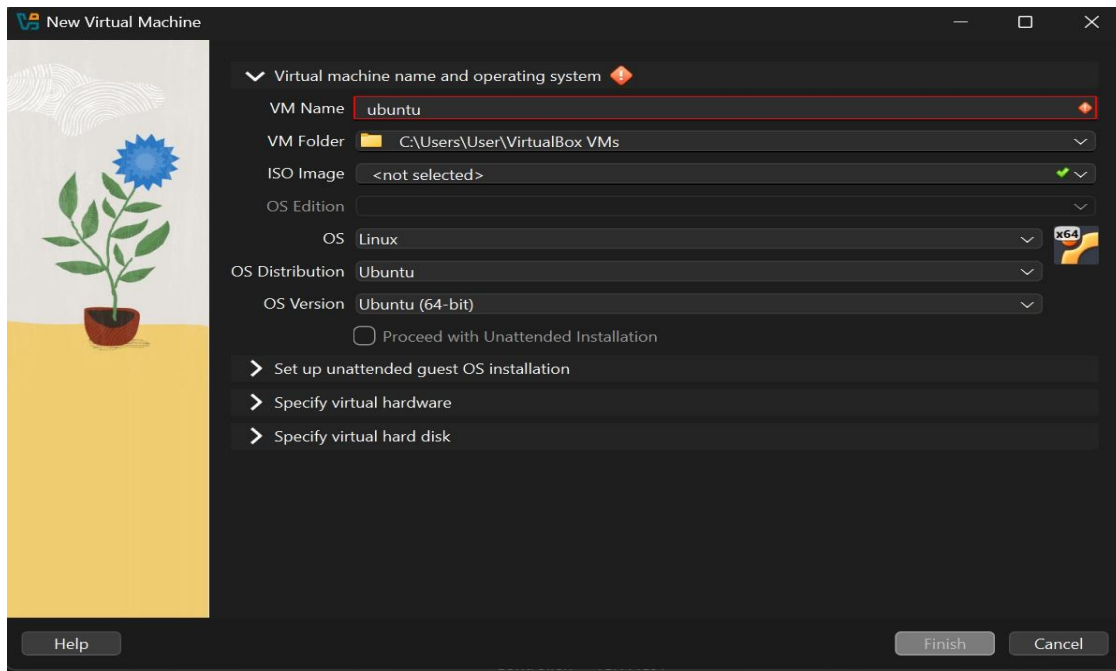 New Virtual Machine
Virtual machine name and operating system
VM Name ubuntu
VM Folder C:\Users\User\VirtualBox VMs
ISO Image <not selected>
OS Edition
OS Linux
x64
OS Distribution Ubuntu
OS Version Ubuntu (64-bit)
Proceed with Unattended Installation
Set up unattended guest OS installation
Specify virtual hardware
Specify virtual hard disk
Help Finish Cancel